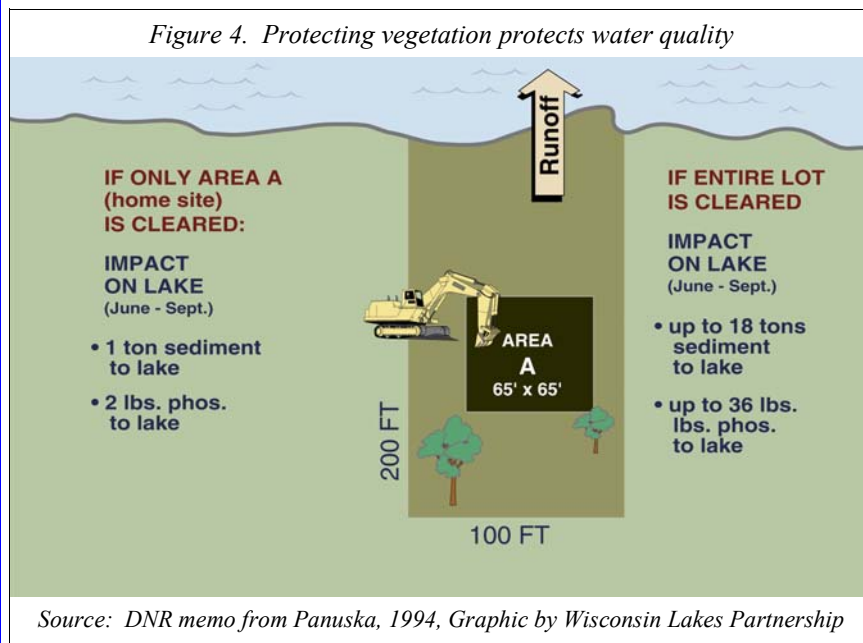 Figure 4. Protecting vegetation protects water quality
Runoff
IF ONLY AREA A
(home site)
IS CLEARED:
IMPACT
ON LAKE
(June - Sept.)
• 1 ton sediment
to lake
• 2 lbs. phos.
to lake
AREA
A
65' x 65'
200 FT
100 FT
IF ENTIRE LOT
IS CLEARED
IMPACT
ON LAKE
(June - Sept.)
• up to 18 tons
sediment
to lake
• up to 36 lbs.
lbs. phos.
to lake
Source: DNR memo from Panuska, 1994, Graphic by Wisconsin Lakes Partnership